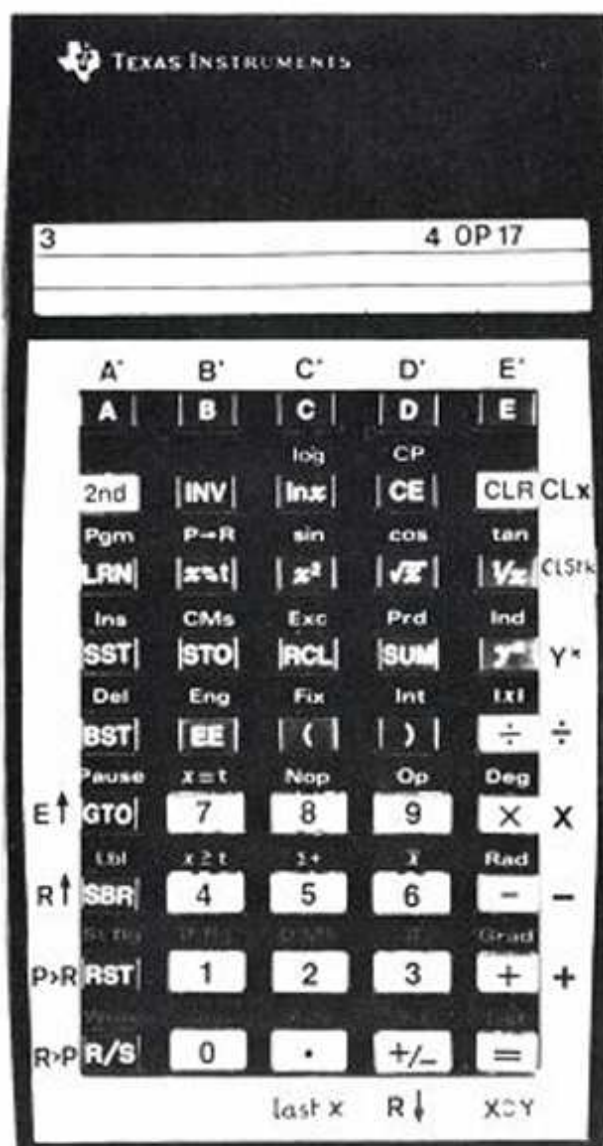 TEXAS INSTRUMENTS
3 4 OP 17
A' B' C' D' E'
A B C D E
log CP
2nd INV lnx CE CLR CLx
Pgm P→R sin cos tan
LRN x⇄t x² √x 1/x CLStk
Ins CMs Exc Prd Ind
SST STO RCL SUM yˣ Yˣ
Del Eng Fix Int |x|
BST EE ( ) ÷ ÷
Pause x=t Nop Op Deg
E↑ GTO 7 8 9 × X
Lbl x≥t Σ+ x̄ Rad
R↑ SBR 4 5 6 − −
Grad
P>R RST 1 2 3 + +
R>P R/S 0 . +/− =
last x R↓ X⊃Y